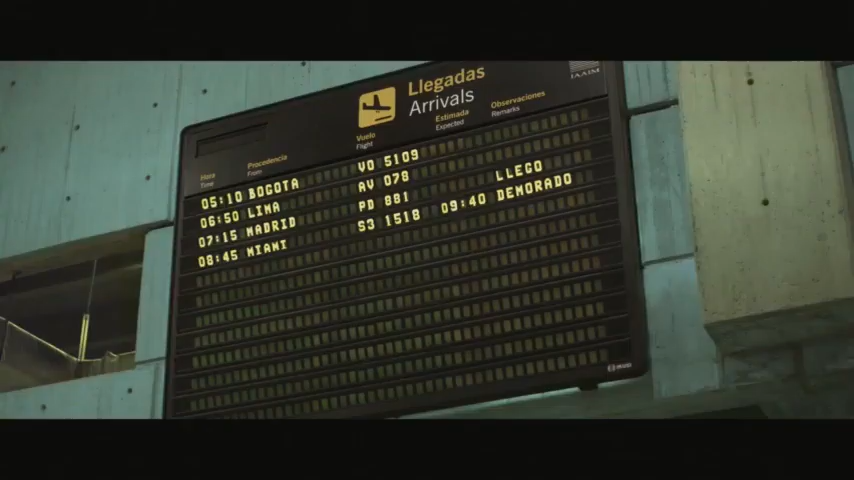 Llegadas
Arrivals
IAAIM
Hora
Time
Procedencia
From
Vuelo
Flight
Estimada
Expected
Observaciones
Remarks
05:10 BOGOTA VO 5109
06:50 LIMA AV 078 LLEGO
07:15 MADRID PD 881 09:40 DEMORADO
08:45 MIAMI S3 1518